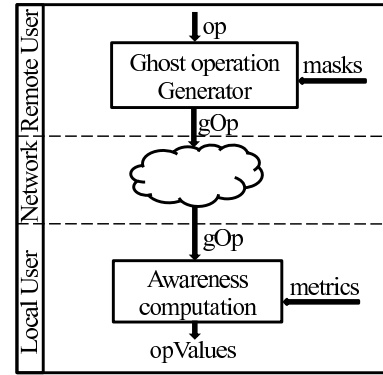 Remote User
op
Ghost operation
Generator
masks
gOp
Network
gOp
Local User
Awareness
computation
metrics
opValues